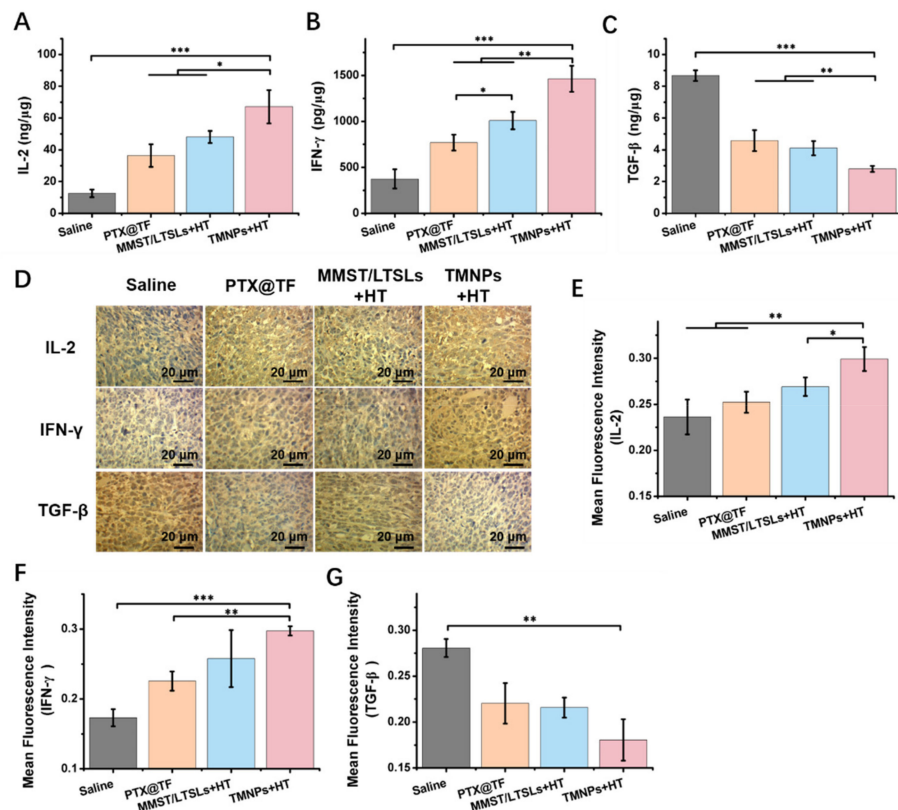 A
IL-2 (ng/μg)
100
80
60
40
20
0
***
*
Saline
PTX@TF
MMST/LTSLs+HT
TMNPs+HT
B
IFN-γ (pg/μg)
1500
1000
500
0
***
**
*
Saline
PTX@TF
MMST/LTSLs+HT
TMNPs+HT
C
TGF-β (ng/μg)
10
8
6
4
2
0
***
**
Saline
PTX@TF
MMST/LTSLs+HT
TMNPs+HT
D
Saline
PTX@TF
MMST/LTSLs
+HT
TMNPs
+HT
IL-2
20 μm
20 μm
20 μm
20 μm
IFN-γ
20 μm
20 μm
20 μm
20 μm
TGF-β
20 μm
20 μm
20 μm
20 μm
E
Mean Fluorescence Intensity
(IL-2)
0.30
0.25
0.20
0.15
**
*
Saline
PTX@TF
MMST/LTSLs+HT
TMNPs+HT
F
Mean Fluorescence Intensity
(IFN-γ)
0.3
0.2
0.1
***
**
Saline
PTX@TF
MMST/LTSLs+HT
TMNPs+HT
G
Mean Fluorescence Intensity
(TGF-β)
0.30
0.25
0.20
0.15
**
Saline
PTX@TF
MMST/LTSLs+HT
TMNPs+HT